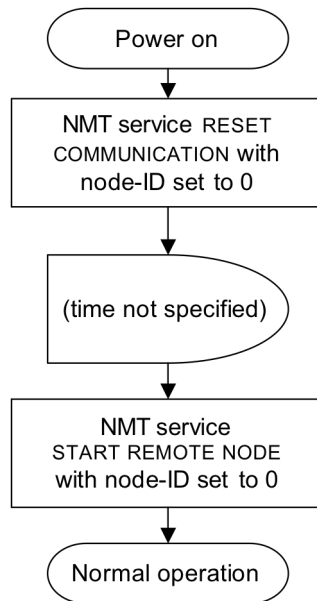 Power on
NMT service RESET
COMMUNICATION with
node-ID set to 0
(time not specified)
NMT service
START REMOTE NODE
with node-ID set to 0
Normal operation